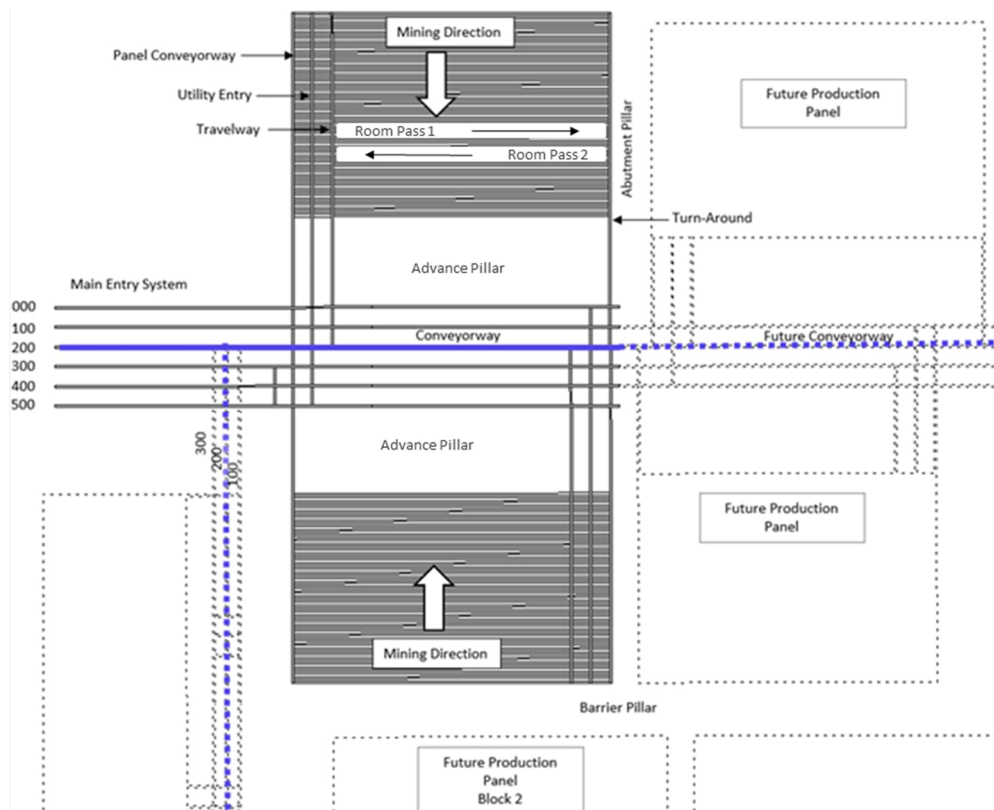 Mining Direction
Panel Conveyorway
Utility Entry
Travelway
Room Pass 1
Room Pass 2
Abutment Pillar
Future Production
Panel
Turn-Around
Advance Pillar
Main Entry System
000
100
200
300
400
500
Conveyorway
Future Conveyorway
300
200
100
Advance Pillar
Future Production
Panel
Mining Direction
Barrier Pillar
Future Production
Panel
Block 2